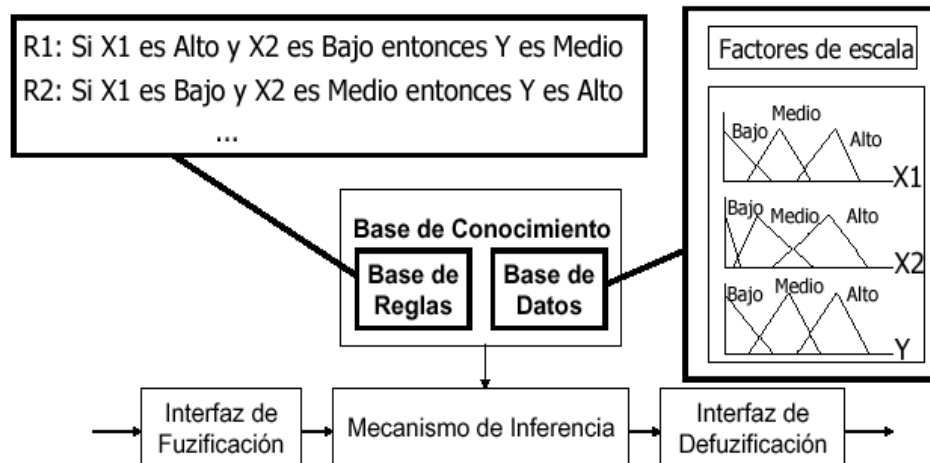 R1: Si X1 es Alto y X2 es Bajo entonces Y es Medio
R2: Si X1 es Bajo y X2 es Medio entonces Y es Alto
...
Factores de escala
Medio
Bajo
Alto
X1
Bajo
Medio
Alto
X2
Bajo
Medio
Alto
Y
Base de Conocimiento
Base de
Reglas
Base de
Datos
Interfaz de
Fuzificación
Mecanismo de Inferencia
Interfaz de
Defuzificación